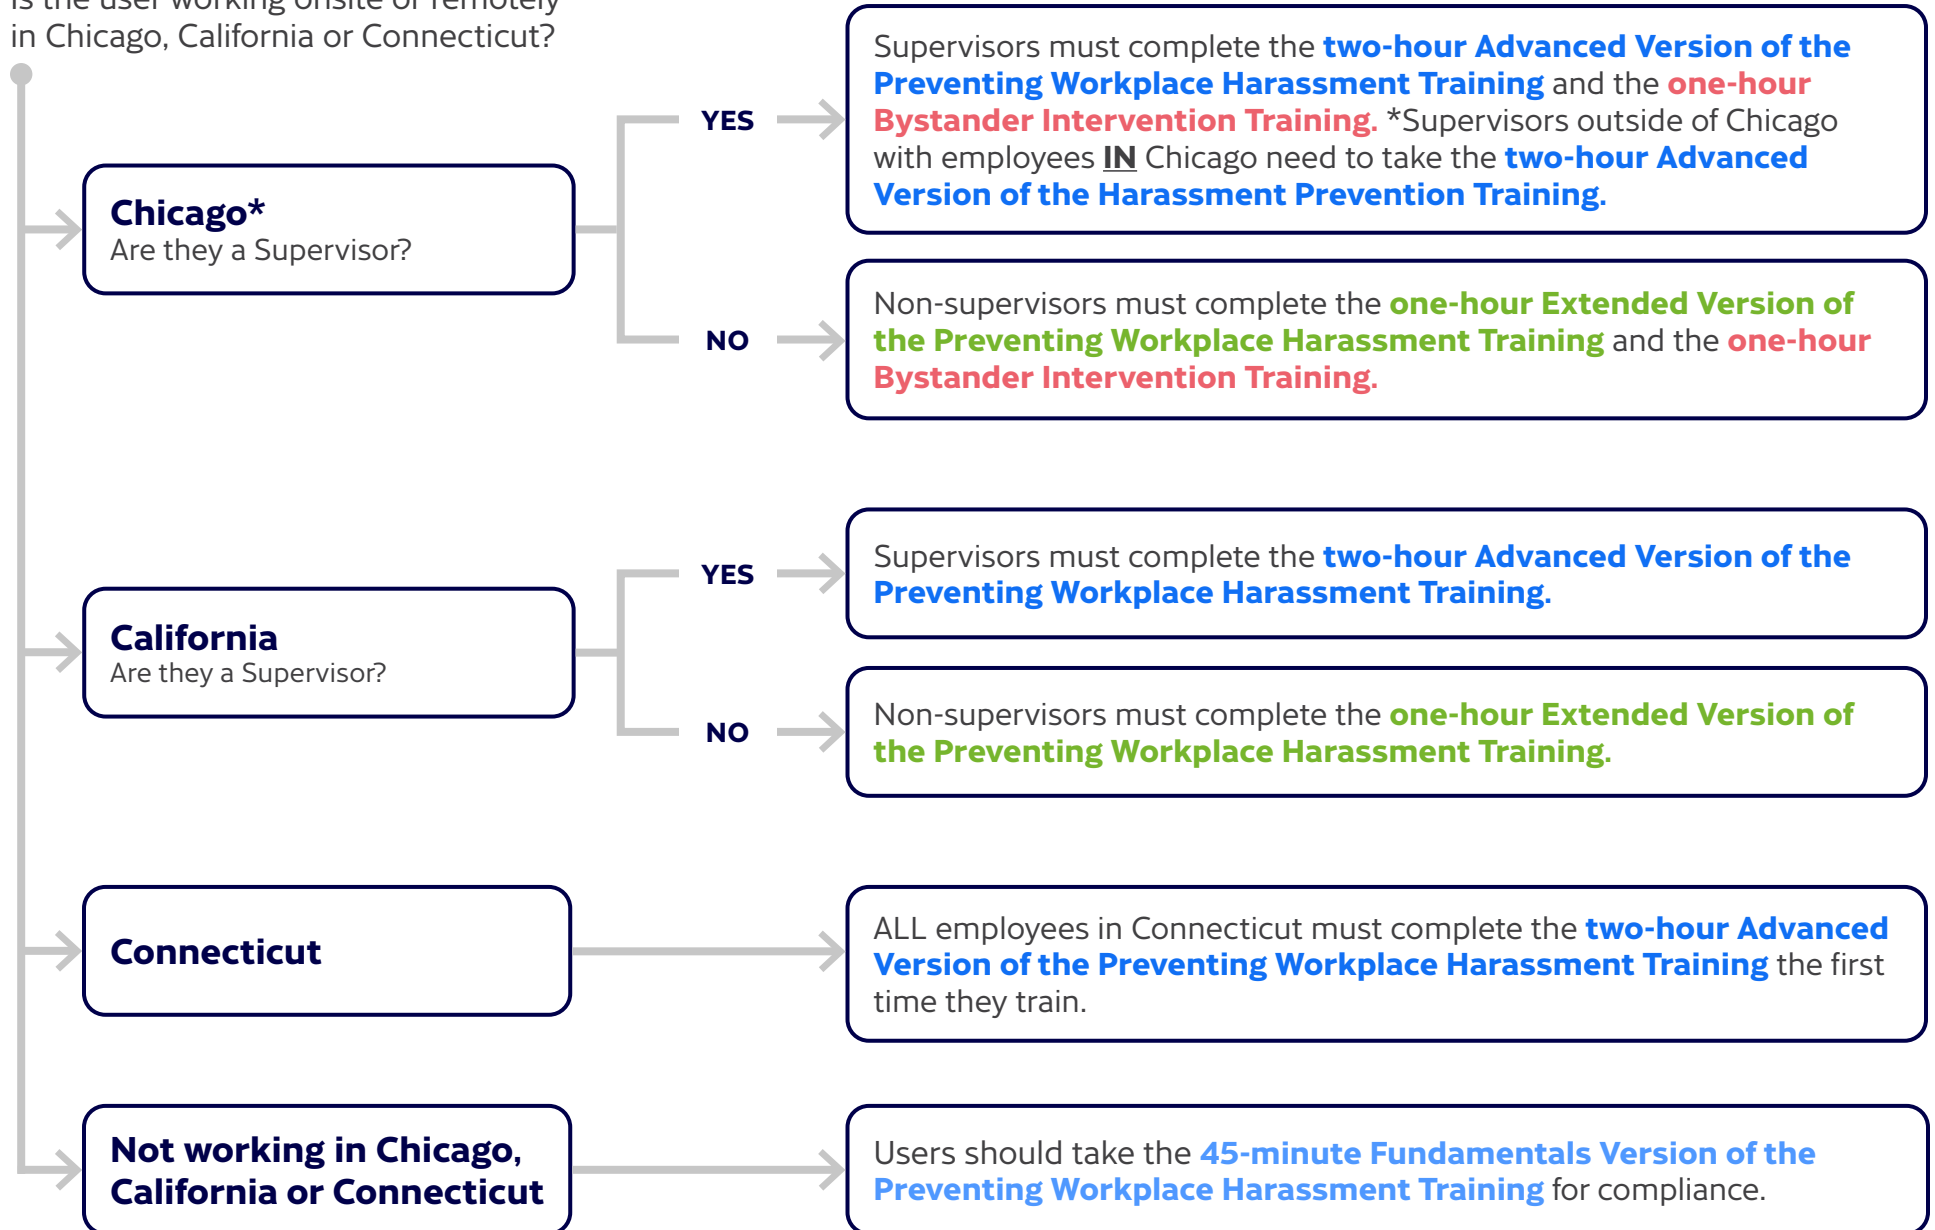 Is the user working onsite or remotely
in Chicago, California or Connecticut?
Chicago*
Are they a Supervisor?
YES
Supervisors must complete the two-hour Advanced Version of the
Preventing Workplace Harassment Training and the one-hour
Bystander Intervention Training. *Supervisors outside of Chicago
with employees IN Chicago need to take the two-hour Advanced
Version of the Harassment Prevention Training.
NO
Non-supervisors must complete the one-hour Extended Version of
the Preventing Workplace Harassment Training and the one-hour
Bystander Intervention Training.
California
Are they a Supervisor?
YES
Supervisors must complete the two-hour Advanced Version of the
Preventing Workplace Harassment Training.
NO
Non-supervisors must complete the one-hour Extended Version of
the Preventing Workplace Harassment Training.
Connecticut
ALL employees in Connecticut must complete the two-hour Advanced
Version of the Preventing Workplace Harassment Training the first
time they train.
Not working in Chicago,
California or Connecticut
Users should take the 45-minute Fundamentals Version of the
Preventing Workplace Harassment Training for compliance.